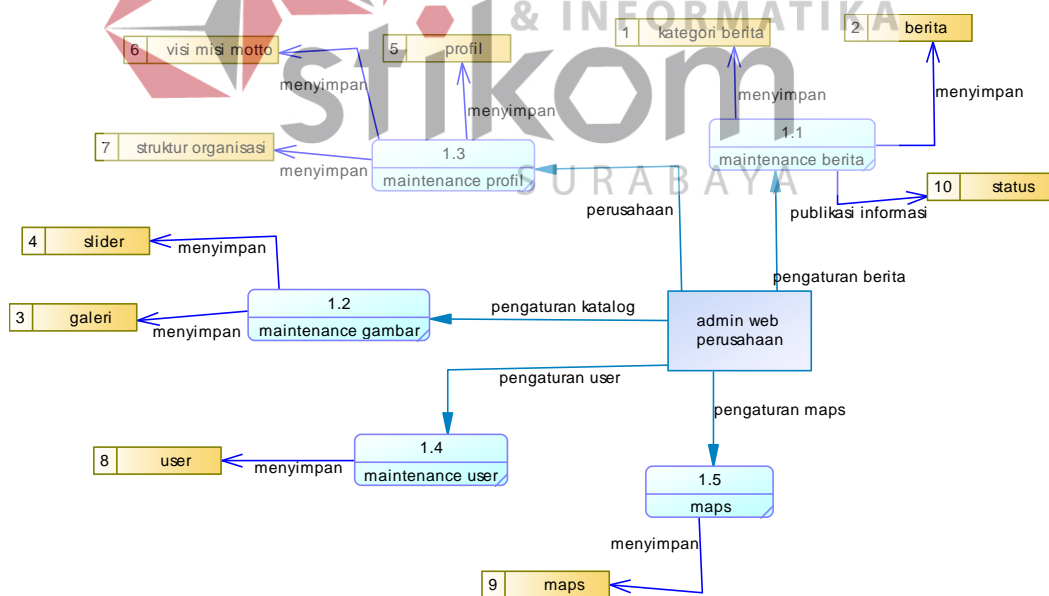 & INFORMATIKA
stikom
SURABAYA
1 kategori berita
2 berita
6 visi misi motto
5 profil
menyimpan
menyimpan
menyimpan
menyimpan
1.1
maintenance berita
7 struktur organisasi
menyimpan
1.3
maintenance profil
10 status
perusahaan
publikasi informasi
4 slider
menyimpan
pengaturan berita
1.2
maintenance gambar
3 galeri
menyimpan
pengaturan katalog
admin web
perusahaan
pengaturan user
pengaturan maps
1.4
maintenance user
8 user
menyimpan
1.5
maps
menyimpan
9 maps